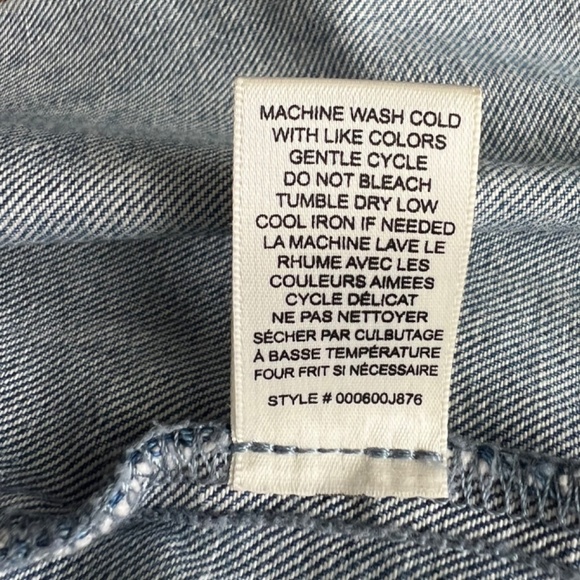 MACHINE WASH COLD
WITH LIKE COLORS
GENTLE CYCLE
DO NOT BLEACH
TUMBLE DRY LOW
COOL IRON IF NEEDED
LA MACHINE LAVE LE
RHUME AVEC LES
COULEURS AIMEES
CYCLE DÉLICAT
NE PAS NETTOYER
SÉCHER PAR CULBUTAGE
À BASSE TEMPÉRATURE
FOUR FRIT SI NÉCESSAIRE
STYLE # 000600J876